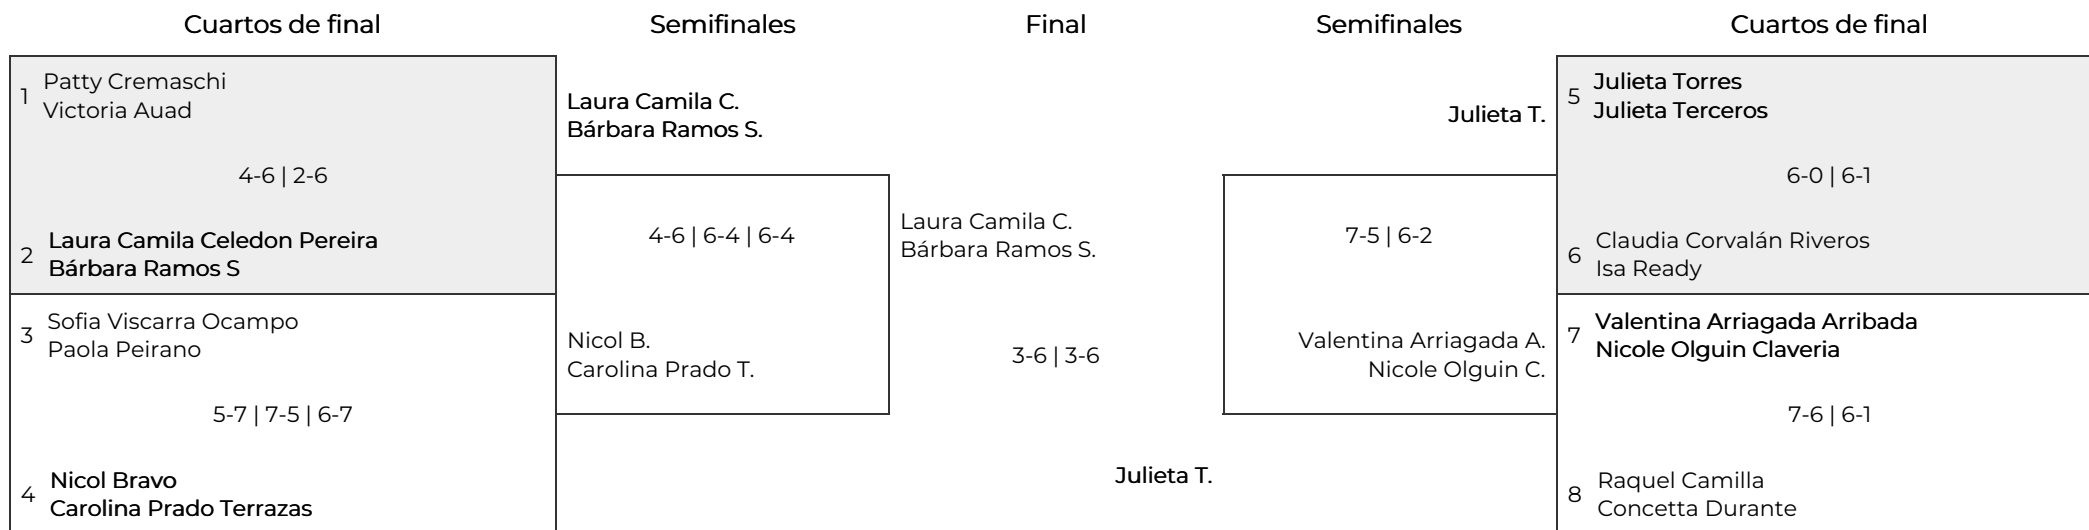 Cuartos de final
Semifinales
Final
Semifinales
Cuartos de final
1
Patty Cremaschi
Victoria Auad
4-6 | 2-6
2
Laura Camila Celedon Pereira
Bárbara Ramos S
3
Sofia Viscarra Ocampo
Paola Peirano
5-7 | 7-5 | 6-7
4
Nicol Bravo
Carolina Prado Terrazas
Laura Camila C.
Bárbara Ramos S.
4-6 | 6-4 | 6-4
Nicol B.
Carolina Prado T.
Laura Camila C.
Bárbara Ramos S.
3-6 | 3-6
Julieta T.
Julieta T.
7-5 | 6-2
Valentina Arriagada A.
Nicole Olguin C.
5
Julieta Torres
Julieta Terceros
6-0 | 6-1
6
Claudia Corvalán Riveros
Isa Ready
7
Valentina Arriagada Arribada
Nicole Olguin Claveria
7-6 | 6-1
8
Raquel Camilla
Concetta Durante